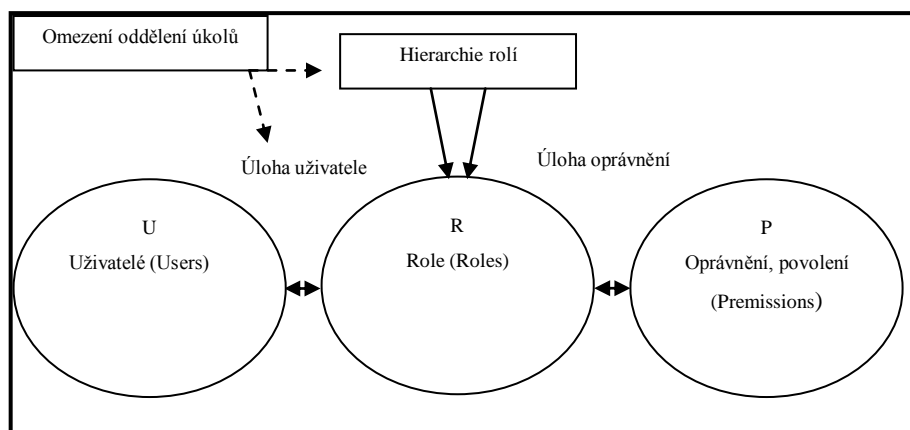 Omezení oddělení úkolů
Hierarchie rolí
Úloha uživatele
Úloha oprávnění
U
Uživatelé (Users)
R
Role (Roles)
P
Oprávnění, povolení
(Premissions)